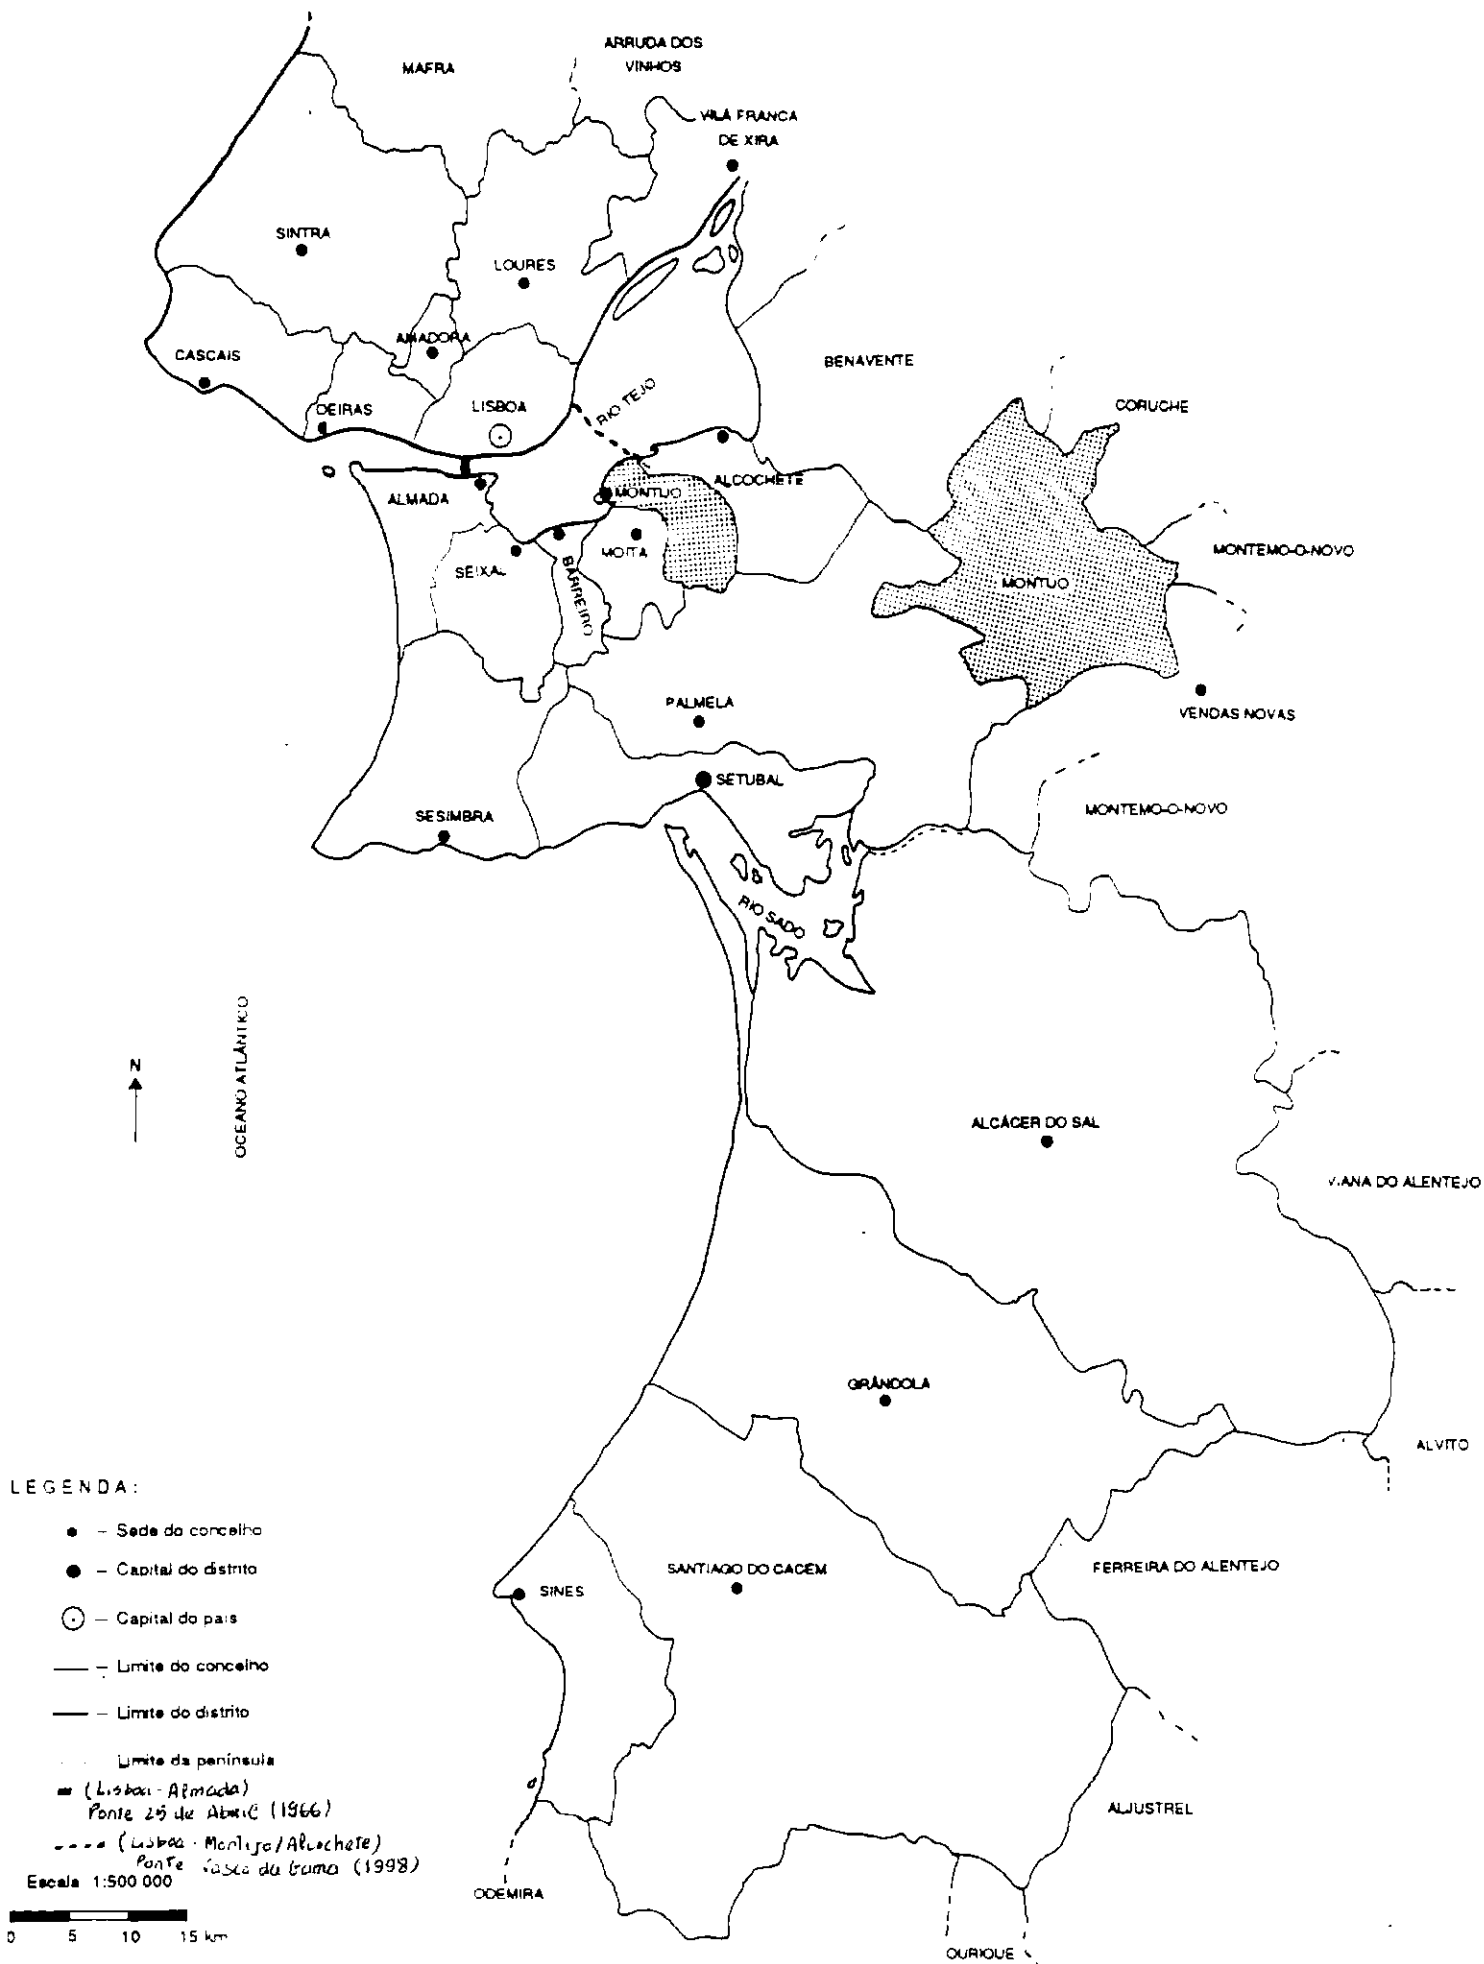 MAFRA
ARRUDA DOS
VINHOS
VILA FRANCA
DE XIRA
SINTRA
LOURES
AMADORA
CASCAIS
OEIRAS
LISBOA
RIO TEJO
BENAVENTE
CORUCHE
ALMADA
MONTIJO
ALCOCHETE
SEIXAL
BARREIRO
MOITA
MONTIJO
MONTEMO-O-NOVO
PALMELA
VENDAS NOVAS
SETUBAL
SESIMBRA
MONTEMO-O-NOVO
RIO SADO
N
OCEANO ATLÂNTICO
ALCÁCER DO SAL
VIANA DO ALENTEJO
GRÂNDOLA
ALVITO
SANTIAGO DO CACÉM
FERREIRA DO ALENTEJO
SINES
ALJUSTREL
ODEMIRA
OURIQUE
LEGENDA:
– Sede do concelho
– Capital do distrito
– Capital do país
– Limite do concelho
– Limite do distrito
Limite da península
(Lisboa - Almada)
Ponte 25 de Abril (1966)
(Lisboa - Montijo/Alcochete)
Ponte Vasco da Gama (1998)
Escala 1:500 000
0 5 10 15 km